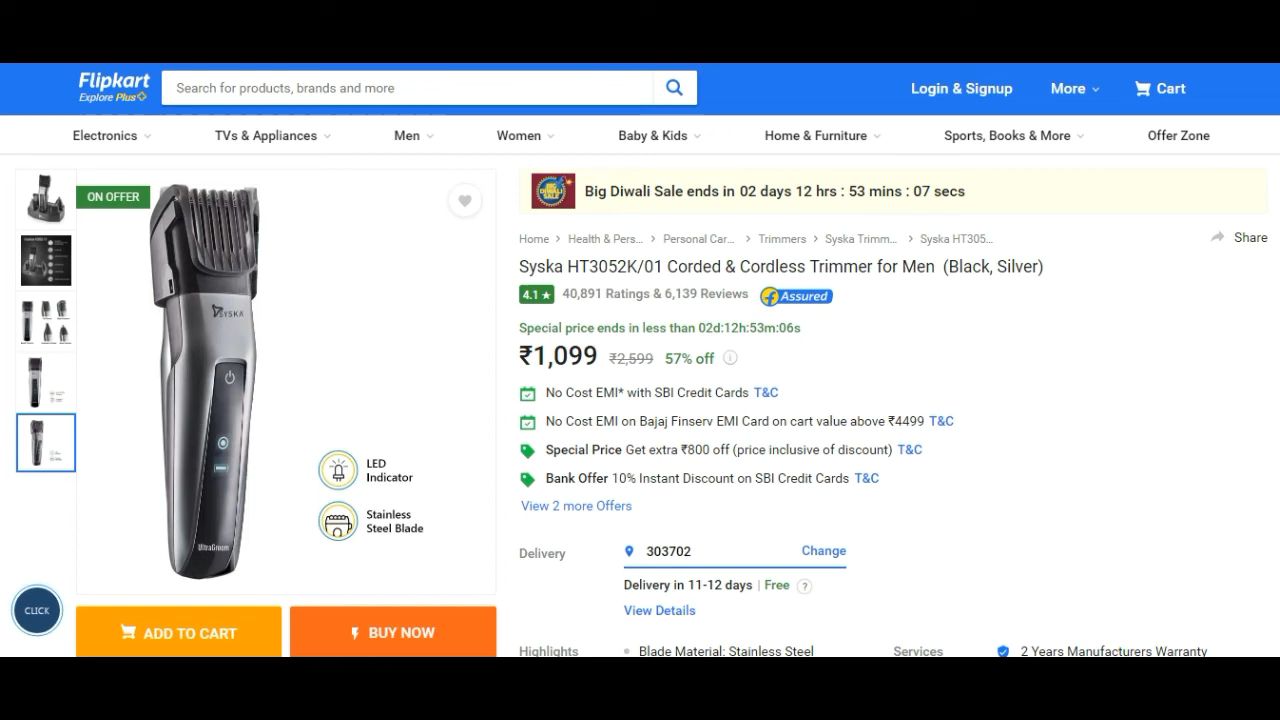 Flipkart
Explore Plus
Search for products, brands and more
Login & Signup
More
Cart
Electronics
TVs & Appliances
Men
Women
Baby & Kids
Home & Furniture
Sports, Books & More
Offer Zone
ON OFFER
SYSKA
UltraGroom
LED
Indicator
Stainless
Steel Blade
CLICK
ADD TO CART
BUY NOW
BIG DIWALI SALE
Big Diwali Sale ends in 02 days 12 hrs : 53 mins : 07 secs
Home > Health & Pers... > Personal Car... > Trimmers > Syska Trimm... > Syska HT305...
Share
Syska HT3052K/01 Corded & Cordless Trimmer for Men (Black, Silver)
4.1★ 40,891 Ratings & 6,139 Reviews Assured
Special price ends in less than 02d:12h:53m:06s
₹1,099 ₹2,599 57% off
No Cost EMI* with SBI Credit Cards T&C
No Cost EMI on Bajaj Finserv EMI Card on cart value above ₹4499 T&C
Special Price Get extra ₹800 off (price inclusive of discount) T&C
Bank Offer 10% Instant Discount on SBI Credit Cards T&C
View 2 more Offers
Delivery
303702
Change
Delivery in 11-12 days | Free ?
View Details
Highlights
Blade Material: Stainless Steel
Services
2 Years Manufacturers Warranty